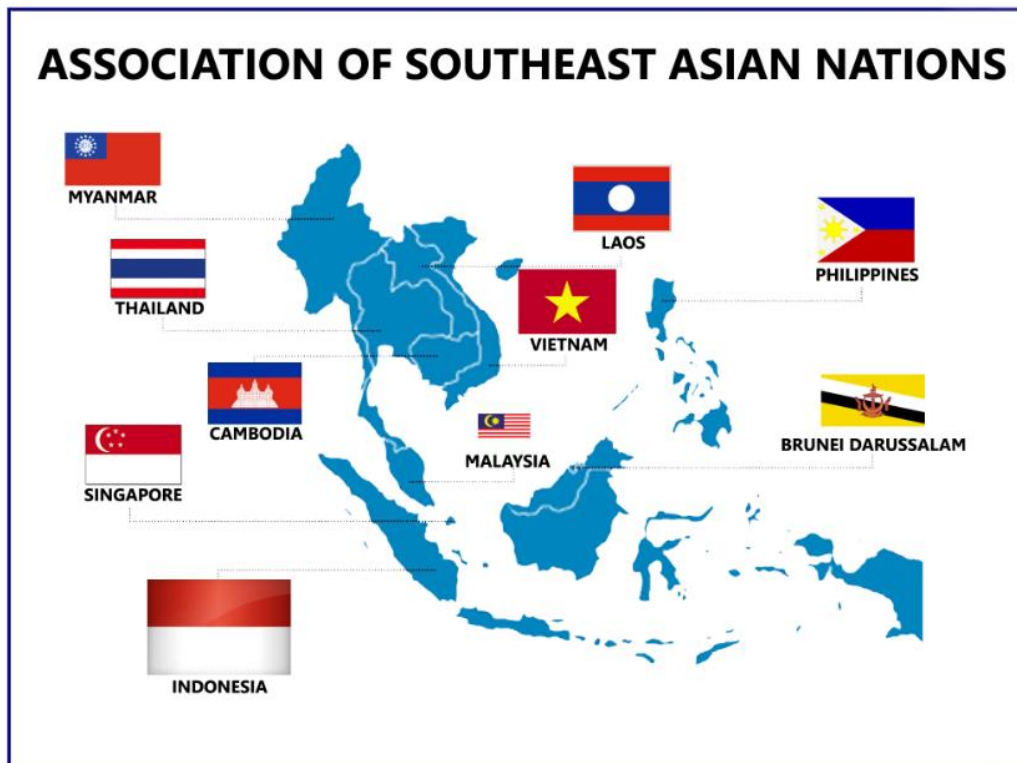 ASSOCIATION OF SOUTHEAST ASIAN NATIONS
MYANMAR
LAOS
PHILIPPINES
THAILAND
VIETNAM
CAMBODIA
MALAYSIA
BRUNEI DARUSSALAM
SINGAPORE
INDONESIA